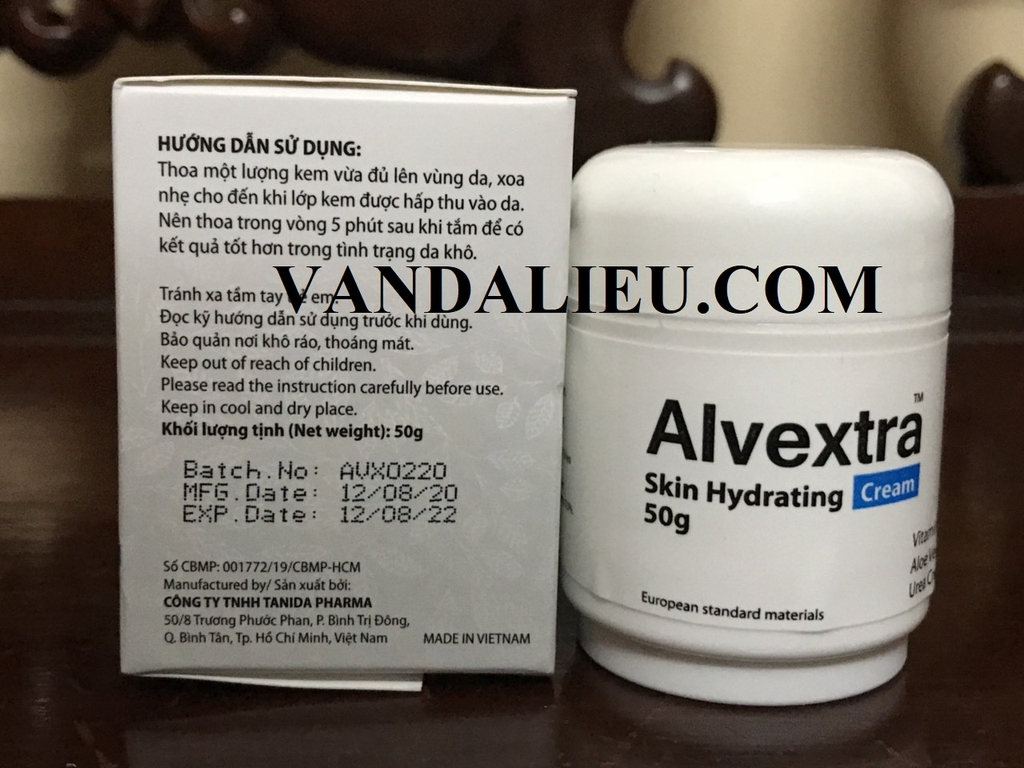 HƯỚNG DẪN SỬ DỤNG:
Thoa một lượng kem vừa đủ lên vùng da, xoa
nhẹ cho đến khi lớp kem được hấp thu vào da.
Nên thoa trong vòng 5 phút sau khi tắm để có
kết quả tốt hơn trong tình trạng da khô.
VANDALIEU.COM
Tránh xa tầm tay em.
Đọc kỹ hướng dẫn sử dụng trước khi dùng.
Bảo quản nơi khô ráo, thoáng mát.
Keep out of reach of children.
Please read the instruction carefully before use.
Keep in cool and dry place.
Khối lượng tịnh (Net weight): 50g
Batch.No: AVX0220
MFG.Date: 12/08/20
EXP.Date: 12/08/22
Số CBMP: 001772/19/CBMP-HCM
Manufactured by/ Sản xuất bởi:
CÔNG TY TNHH TANIDA PHARMA
50/8 Trương Phước Phan, P. Bình Trị Đông,
Q. Bình Tân, Tp. Hồ Chí Minh, Việt Nam MADE IN VIETNAM
Alvextra™
Skin Hydrating Cream
50g
Aloe
Urea
European standard materials